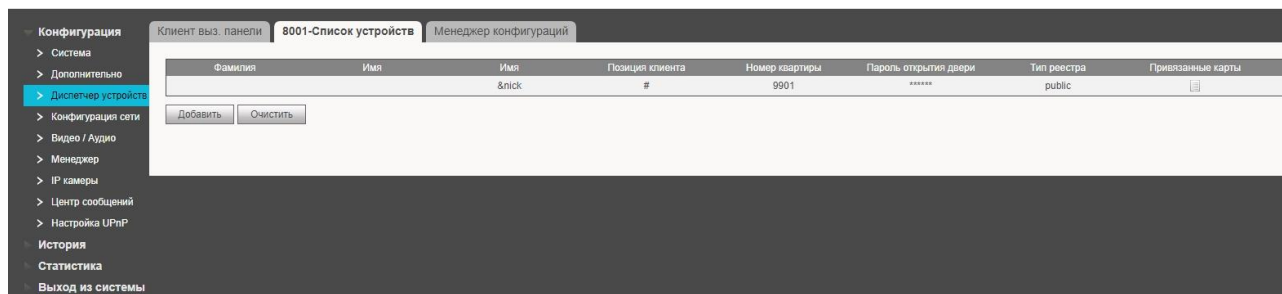 Конфигурация
Клиент выз. панели
8001-Список устройств
Менеджер конфигураций
> Система
> Дополнительно
> Диспетчер устройств
> Конфигурация сети
> Видео / Аудио
> Менеджер
> IP камеры
> Центр сообщений
> Настройка UPnP
История
Статистика
Выход из системы
Фамилия Имя Имя Позиция клиента Номер квартиры Пароль открытия двери Тип реестра Привязанные карты
&nick # 9901 ****** public
Добавить Очистить